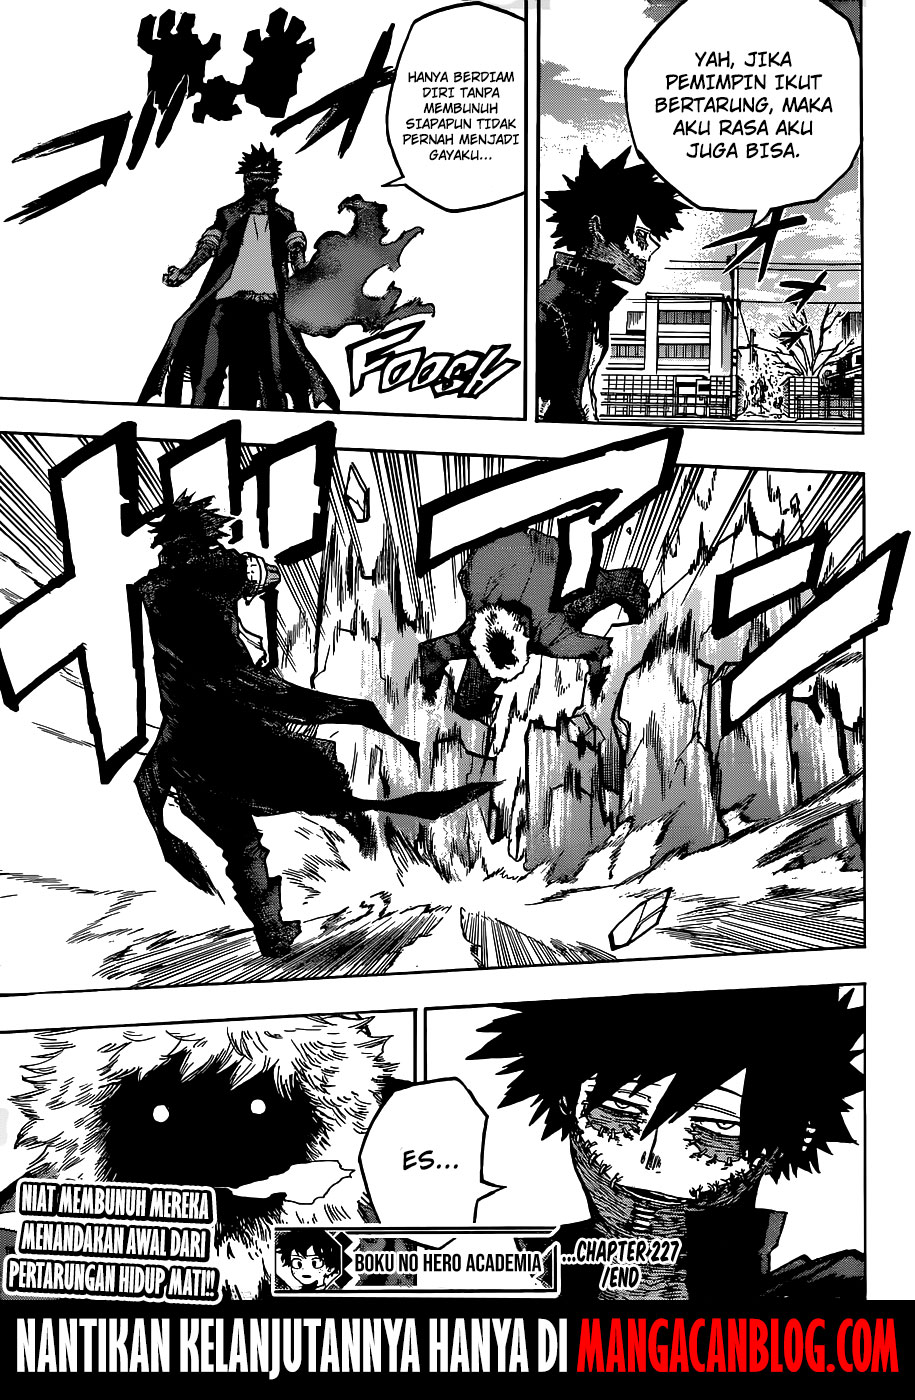 YAH, JIKA
PEMIMPIN IKUT
BERTARUNG, MAKA
AKU RASA AKU
JUGA BISA.
HANYA BERDIAM
DIRI TANPA
MEMBUNUH
SIAPAPUN TIDAK
PERNAH MENJADI
GAYAKU...
FOOSH
ES...
NIAT MEMBUNUH MEREKA
MENANDAKAN AWAL DARI
PERTARUNGAN HIDUP MATI!!
BOKU NO HERO ACADEMIA
...CHAPTER 227
/END
NANTIKAN KELANJUTANNYA HANYA DI MANGACANBLOG.COM